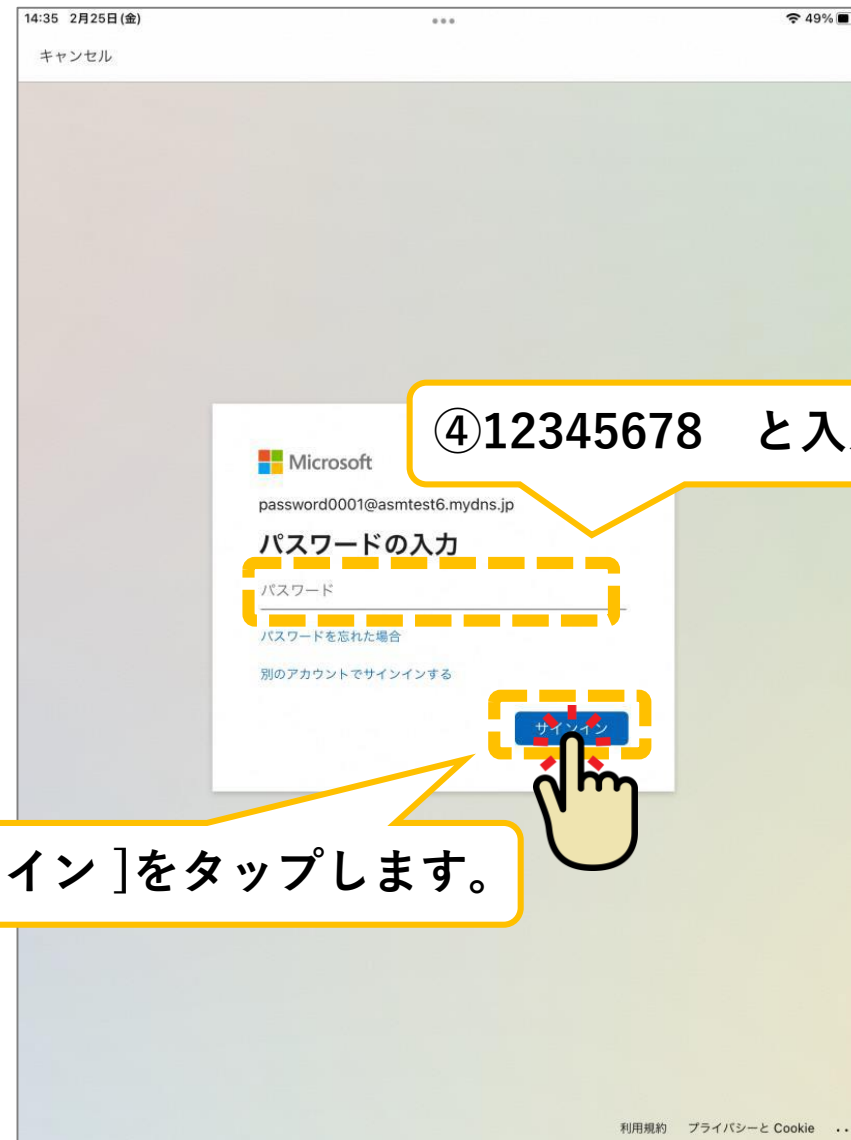 14:35 2月25日(金)
49%
キャンセル
④12345678 と入
Microsoft
password0001@asmtest6.mydns.jp
パスワードの入力
パスワード
パスワードを忘れた場合
別のアカウントでサインインする
サインイン
イン ]をタップします。
利用規約 プライバシーと Cookie